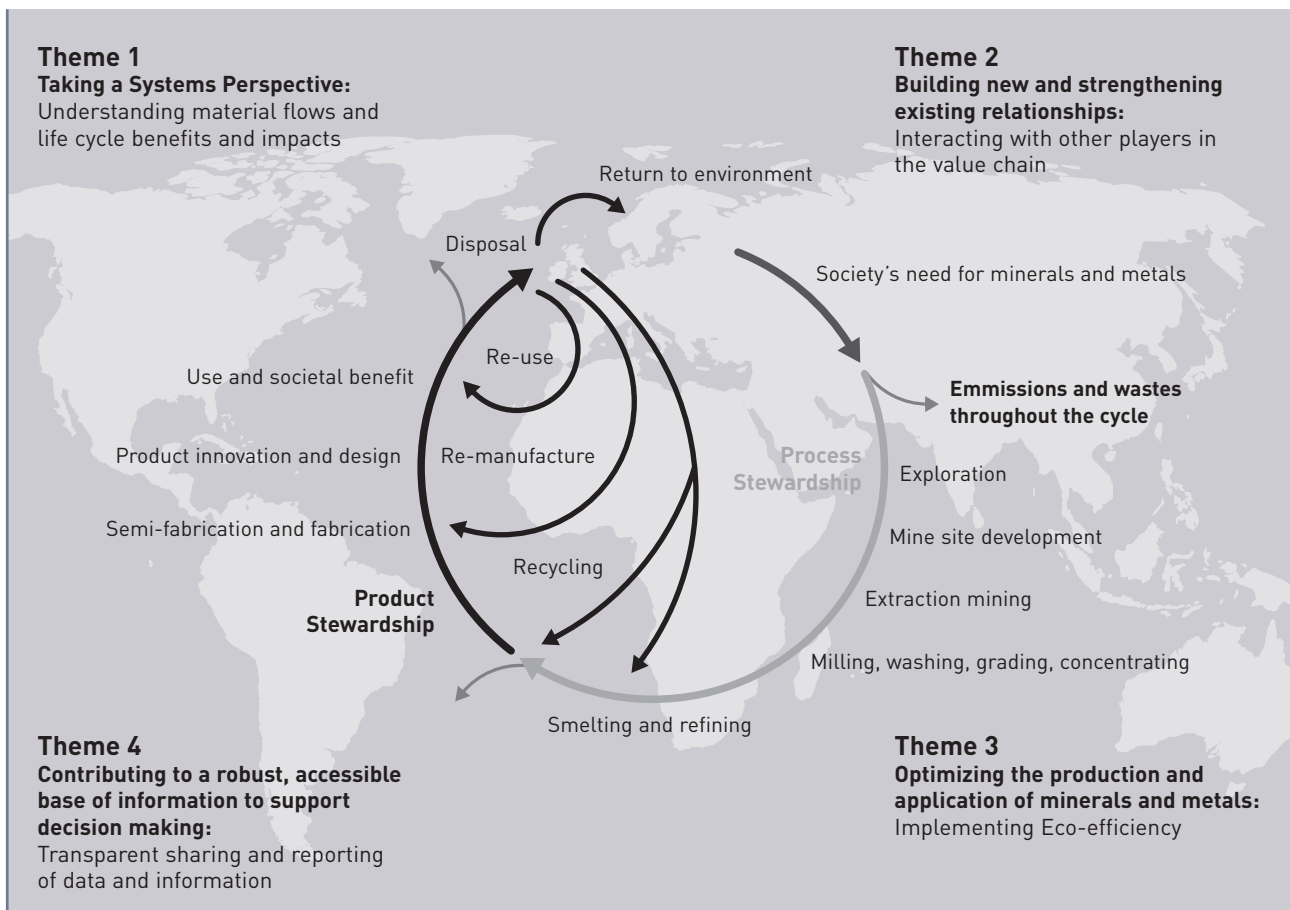 Theme 1
Taking a Systems Perspective:
Understanding material flows and
life cycle benefits and impacts
Theme 2
Building new and strengthening
existing relationships:
Interacting with other players in
the value chain
Return to environment
Disposal
Society's need for minerals and metals
Re-use
Use and societal benefit
Emmissions and wastes
throughout the cycle
Product innovation and design
Re-manufacture
Process
Stewardship
Exploration
Semi-fabrication and fabrication
Mine site development
Recycling
Product
Stewardship
Extraction mining
Milling, washing, grading, concentrating
Smelting and refining
Theme 4
Contributing to a robust, accessible
base of information to support
decision making:
Transparent sharing and reporting
of data and information
Theme 3
Optimizing the production and
application of minerals and metals:
Implementing Eco-efficiency